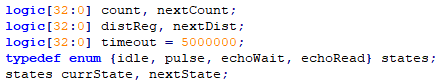 logic[32:0] count, nextCount;
logic[32:0] distReg, nextDist;
logic[32:0] timeout = 5000000;
typedef enum {idle, pulse, echoWait, echoRead} states;
states currState, nextState;